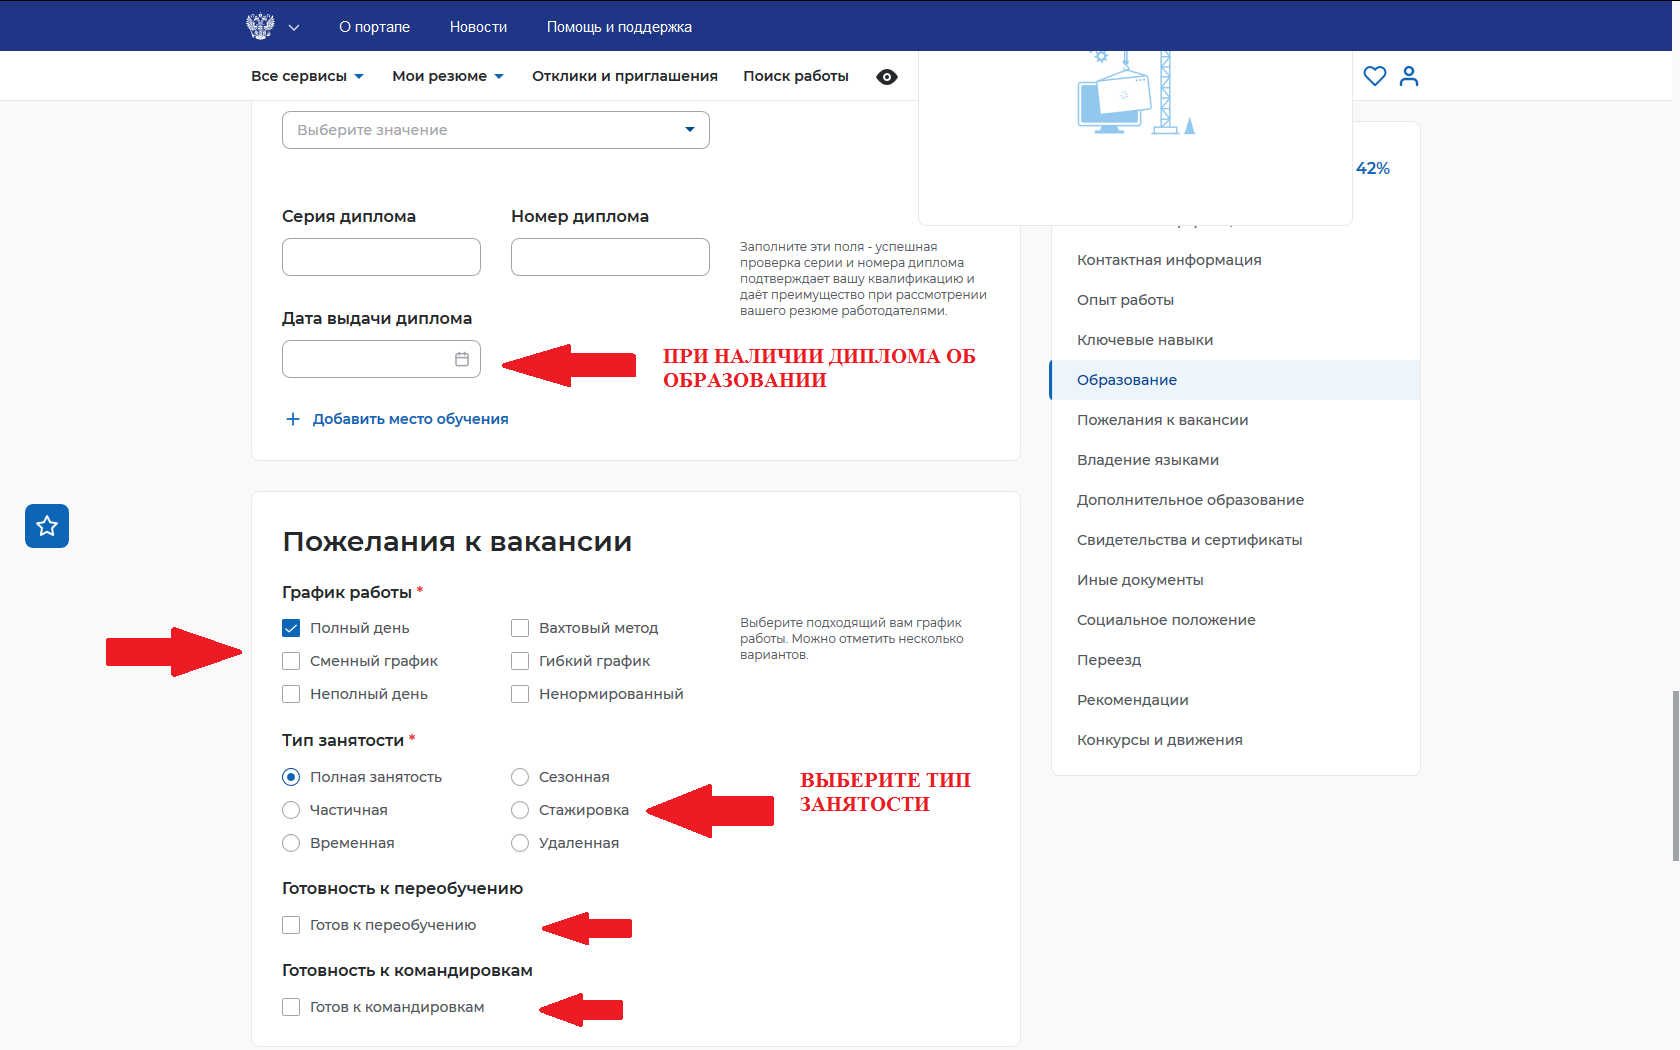 О портале
Новости
Помощь и поддержка
Все сервисы
Мои резюме
Отклики и приглашения
Поиск работы
Выберите значение
42%
Серия диплома
Номер диплома
Заполните эти поля - успешная
проверка серии и номера диплома
подтверждает вашу квалификацию и
даёт преимущество при рассмотрении
вашего резюме работодателями.
Дата выдачи диплома
ПРИ НАЛИЧИИ ДИПЛОМА ОБ
ОБРАЗОВАНИИ
Добавить место обучения
Пожелания к вакансии
График работы *
Полный день
Вахтовый метод
Сменный график
Гибкий график
Неполный день
Ненормированный
Выберите подходящий вам график
работы. Можно отметить несколько
вариантов.
Тип занятости *
Полная занятость
Сезонная
Частичная
Стажировка
Временная
Удаленная
ВЫБЕРИТЕ ТИП
ЗАНЯТОСТИ
Готовность к переобучению
Готов к переобучению
Готовность к командировкам
Готов к командировкам
Контактная информация
Опыт работы
Ключевые навыки
Образование
Пожелания к вакансии
Владение языками
Дополнительное образование
Свидетельства и сертификаты
Иные документы
Социальное положение
Переезд
Рекомендации
Конкурсы и движения